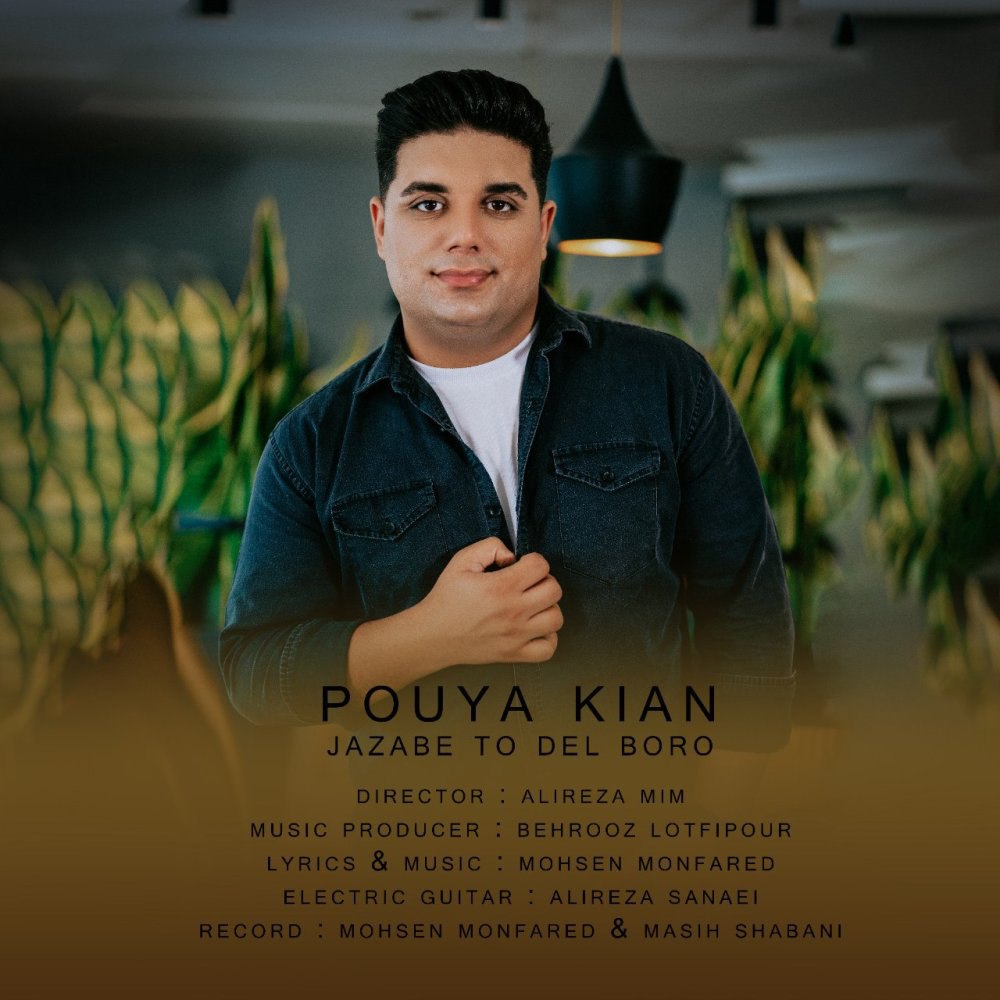 POUYA KIAN
JAZABE TO DEL BORO
DIRECTOR : ALIREZA MIM
MUSIC PRODUCER : BEHROOZ LOTFIPOUR
LYRICS & MUSIC : MOHSEN MONFARED
ELECTRIC GUITAR : ALIREZA SANAEI
RECORD : MOHSEN MONFARED & MASIH SHABANI